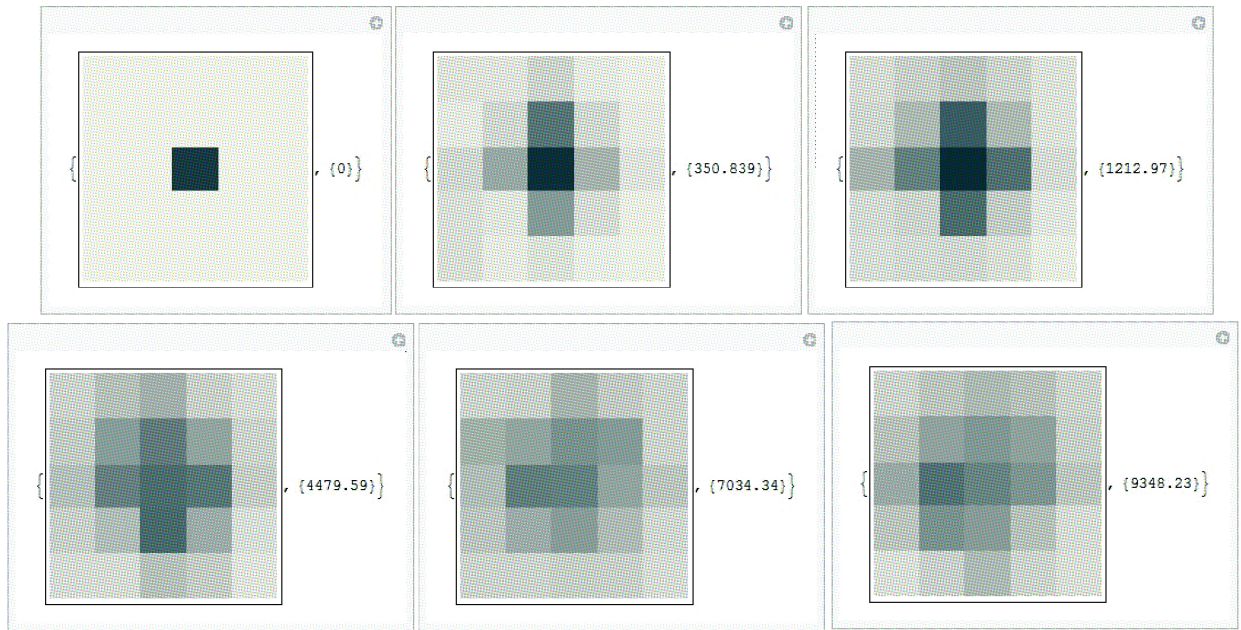 { , {0}}
{ , {350.839}}
{ , {1212.97}}
{ , {4479.59}}
{ , {7034.34}}
{ , {9348.23}}